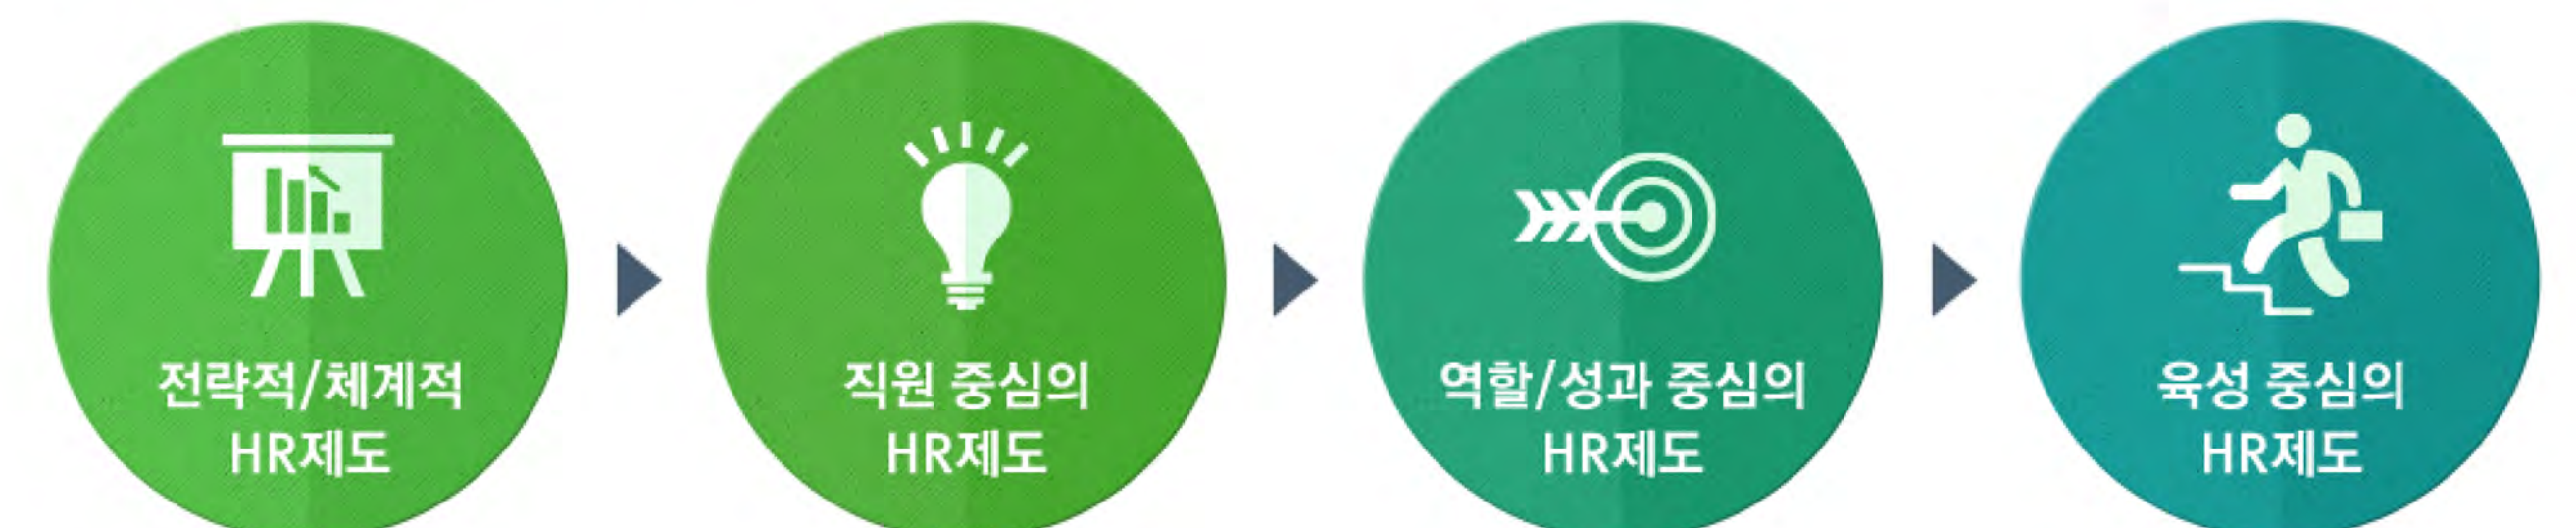 전략적/체계적
HR제도
직원 중심의
HR제도
역할/성과 중심의
HR제도
육성 중심의
HR제도